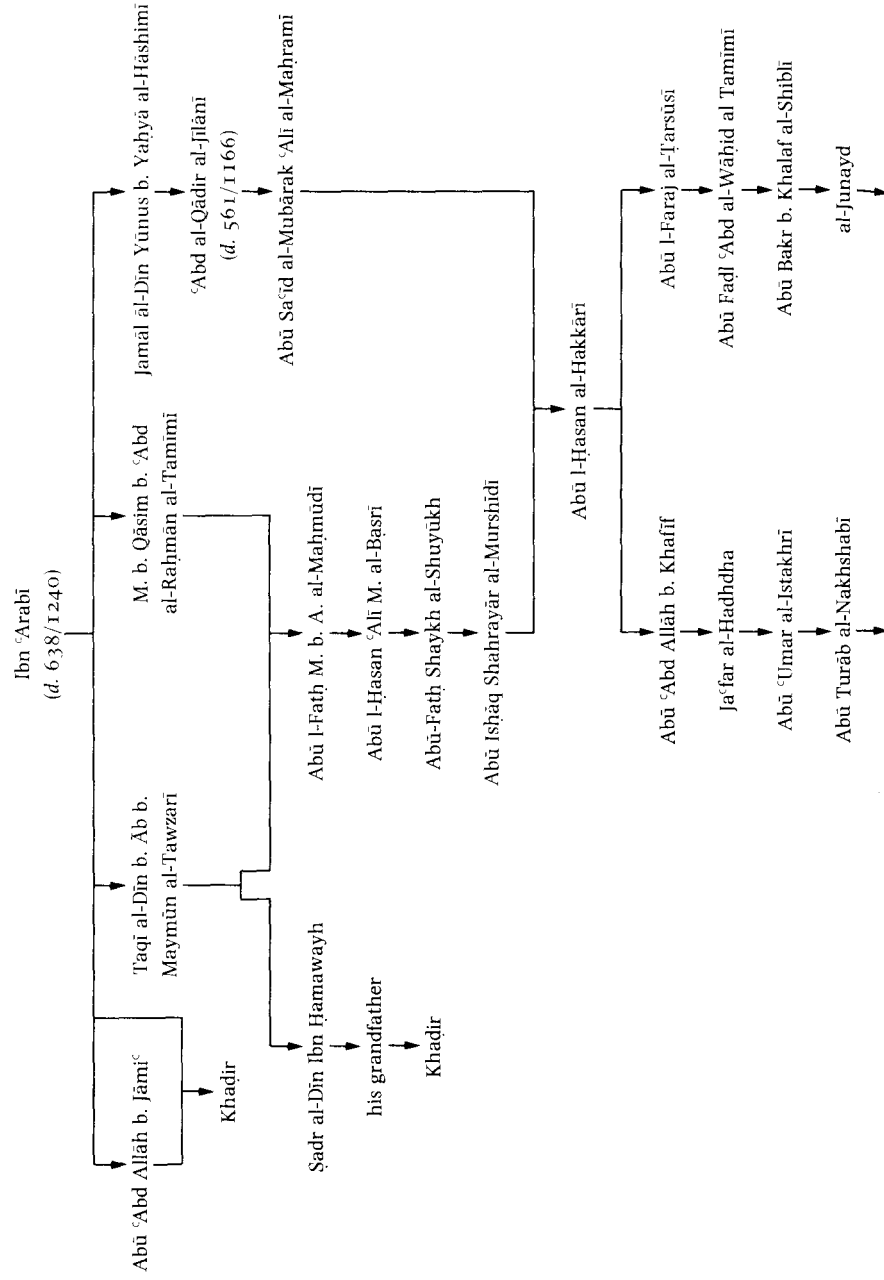 Ibn ʿArabī
(d. 638/1240)
Abū ʿAbd Allāh b. Jāmiʿ
Taqī al-Dīn b. Āb b.
Maymūn al-Tawzarī
M. b. Qāsim b. ʿAbd
al-Raḥmān al-Tamīmī
Jamāl āl-Dīn Yūnus b. Yaḥyā al-Hāshimī
Khaḍir
ʿAbd al-Qādir al-Jīlānī
(d. 561/1166)
Abū Saʿīd al-Mubārak ʿAlī al-Maḥramī
Ṣadr al-Dīn Ibn Ḥamawayh
his grandfather
Khaḍir
Abū l-Fatḥ M. b. A. al-Maḥmūdī
Abū l-Ḥasan ʿAlī M. al-Baṣrī
Abū-Fatḥ Shaykh al-Shuyūkh
Abū Isḥāq Shahrayār al-Murshidī
Abū l-Ḥasan al-Hakkārī
Abū ʿAbd Allāh b. Khafīf
Jaʿfar al-Hadhdha
Abū ʿUmar al-Istakhrī
Abū Turāb al-Nakhshabī
Abū l-Faraj al-Ṭarsūsī
Abū Faḍl ʿAbd al-Wāḥid al Tamīmī
Abū Bakr b. Khalaf al-Shiblī
al-Junayd